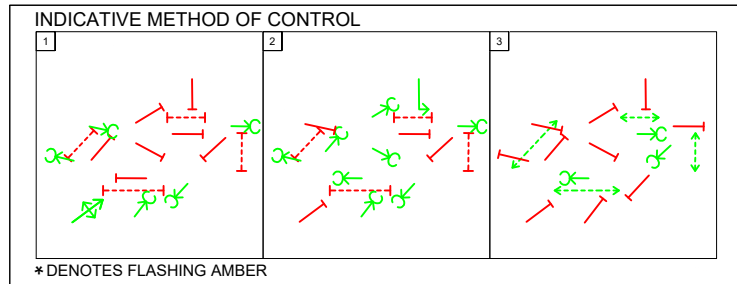 INDICATIVE METHOD OF CONTROL
1
2
3
* DENOTES FLASHING AMBER